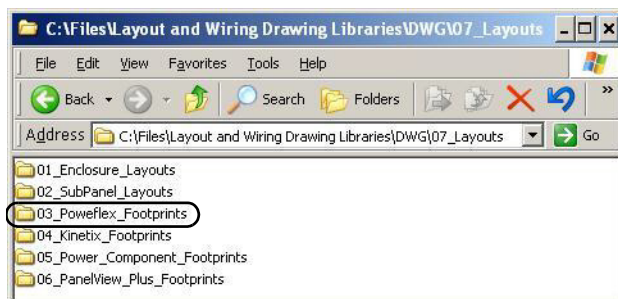 C:\Files\Layout and Wiring Drawing Libraries\DWG\07_Layouts
File Edit View Favorites Tools Help
Back Search Folders »
Address C:\Files\Layout and Wiring Drawing Libraries\DWG\07_Layouts Go
01_Enclosure_Layouts
02_SubPanel_Layouts
03_Poweflex_Footprints
04_Kinetix_Footprints
05_Power_Component_Footprints
06_PanelView_Plus_Footprints